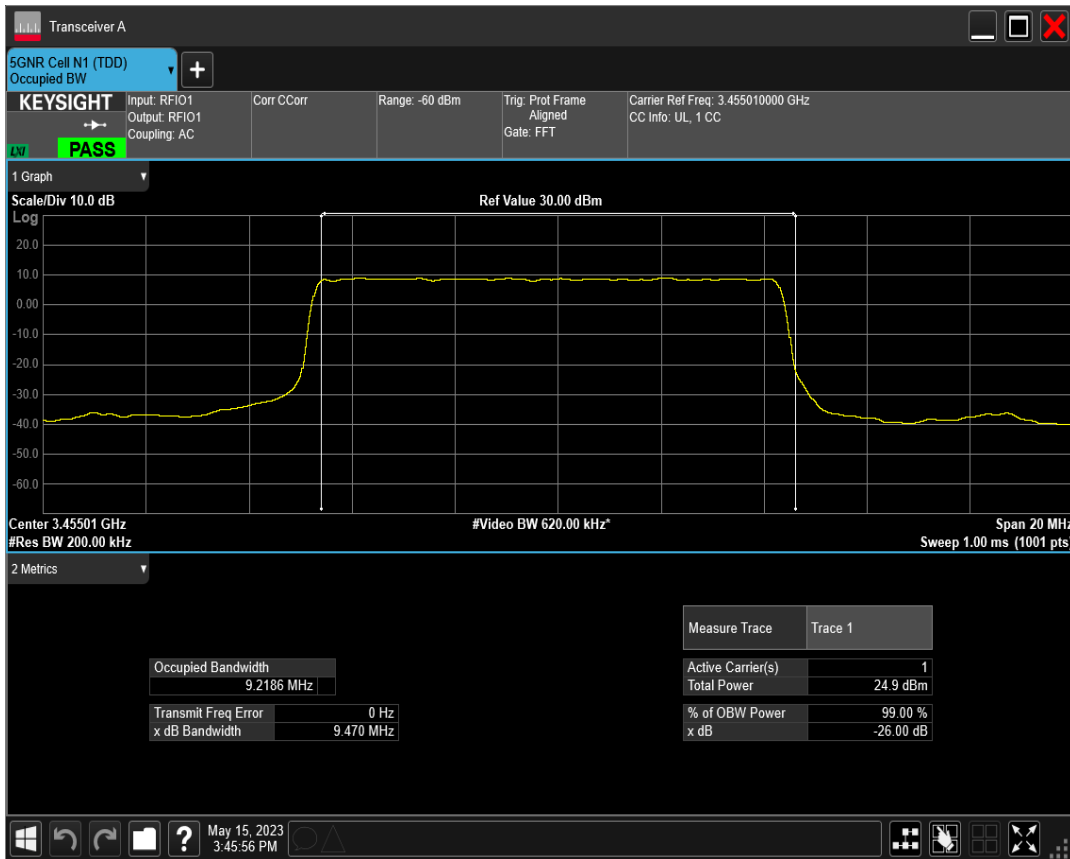 Transceiver A
5GNR Cell N1 (TDD)
Occupied BW
+
KEYSIGHT
LXI
PASS
Input: RFIO1
Output: RFIO1
Coupling: AC
Corr CCorr
Range: -60 dBm
Trig: Prot Frame
Aligned
Gate: FFT
Carrier Ref Freq: 3.455010000 GHz
CC Info: UL, 1 CC
1 Graph
Scale/Div 10.0 dB
Ref Value 30.00 dBm
Log
20.0
10.0
0.00
-10.0
-20.0
-30.0
-40.0
-50.0
-60.0
Center 3.45501 GHz
#Video BW 620.00 kHz*
Span 20 MHz
#Res BW 200.00 kHz
Sweep 1.00 ms (1001 pts)
2 Metrics
Measure Trace Trace 1
Occupied Bandwidth
9.2186 MHz
Transmit Freq Error 0 Hz
x dB Bandwidth 9.470 MHz
Active Carrier(s) 1
Total Power 24.9 dBm
% of OBW Power 99.00 %
x dB -26.00 dB
?
May 15, 2023
3:45:56 PM